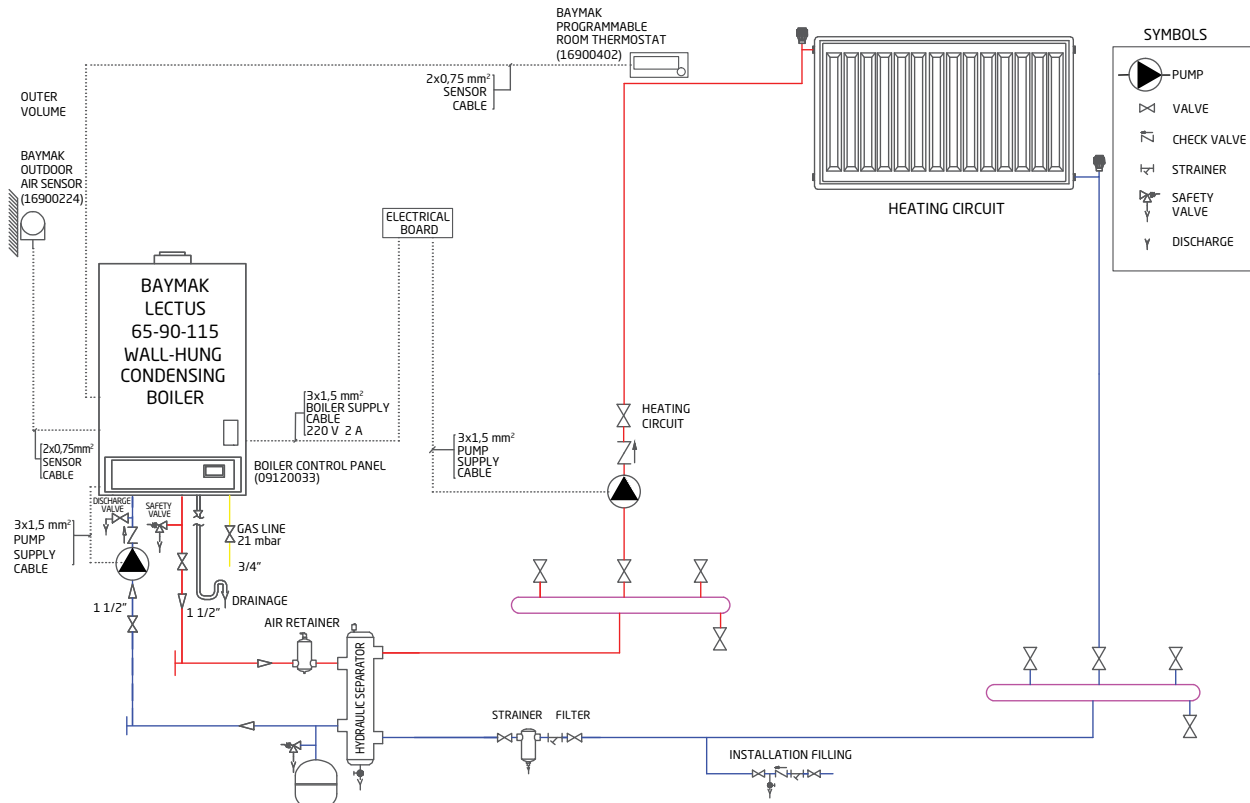 BAYMAK
PROGRAMMABLE
ROOM THERMOSTAT
(16900402)
2x0,75 mm²
SENSOR
CABLE
OUTER
VOLUME
BAYMAK
OUTDOOR
AIR SENSOR
(16900224)
ELECTRICAL
BOARD
HEATING CIRCUIT
SYMBOLS
PUMP
VALVE
CHECK VALVE
STRAINER
SAFETY
VALVE
DISCHARGE
BAYMAK
LECTUS
65-90-115
WALL-HUNG
CONDENSING
BOILER
3x1,5 mm²
BOILER SUPPLY
CABLE
220 V 2 A
HEATING
CIRCUIT
3x1,5 mm²
PUMP
SUPPLY
CABLE
2x0,75mm²
SENSOR
CABLE
BOILER CONTROL PANEL
(09120033)
DISCHARGE
VALVE
SAFETY
VALVE
3x1,5 mm²
PUMP
SUPPLY
CABLE
GAS LINE
21 mbar
3/4"
1 1/2"
1 1/2"
DRAINAGE
AIR RETAINER
HYDRAULIC SEPARATOR
STRAINER
FILTER
INSTALLATION FILLING